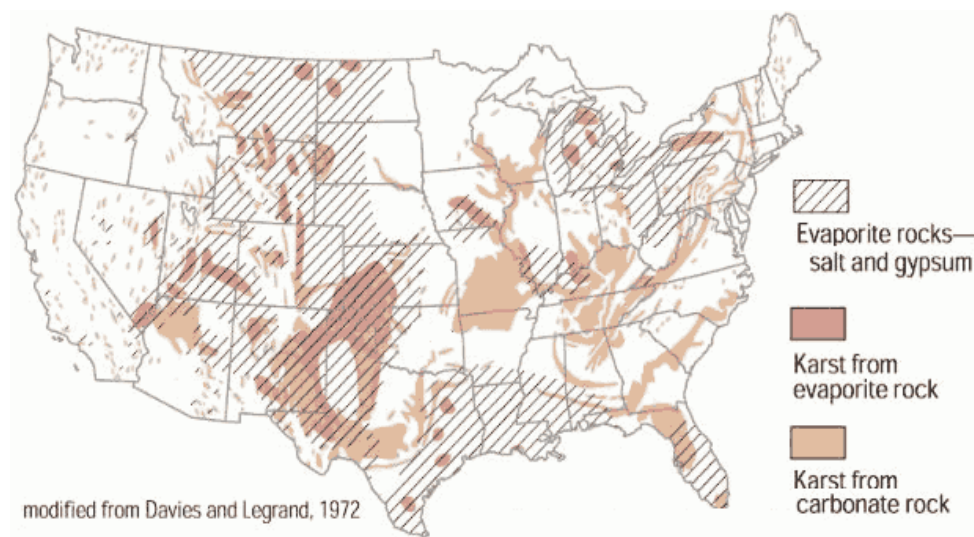 Evaporite rocks—
salt and gypsum
Karst from
evaporite rock
Karst from
carbonate rock
modified from Davies and Legrand, 1972